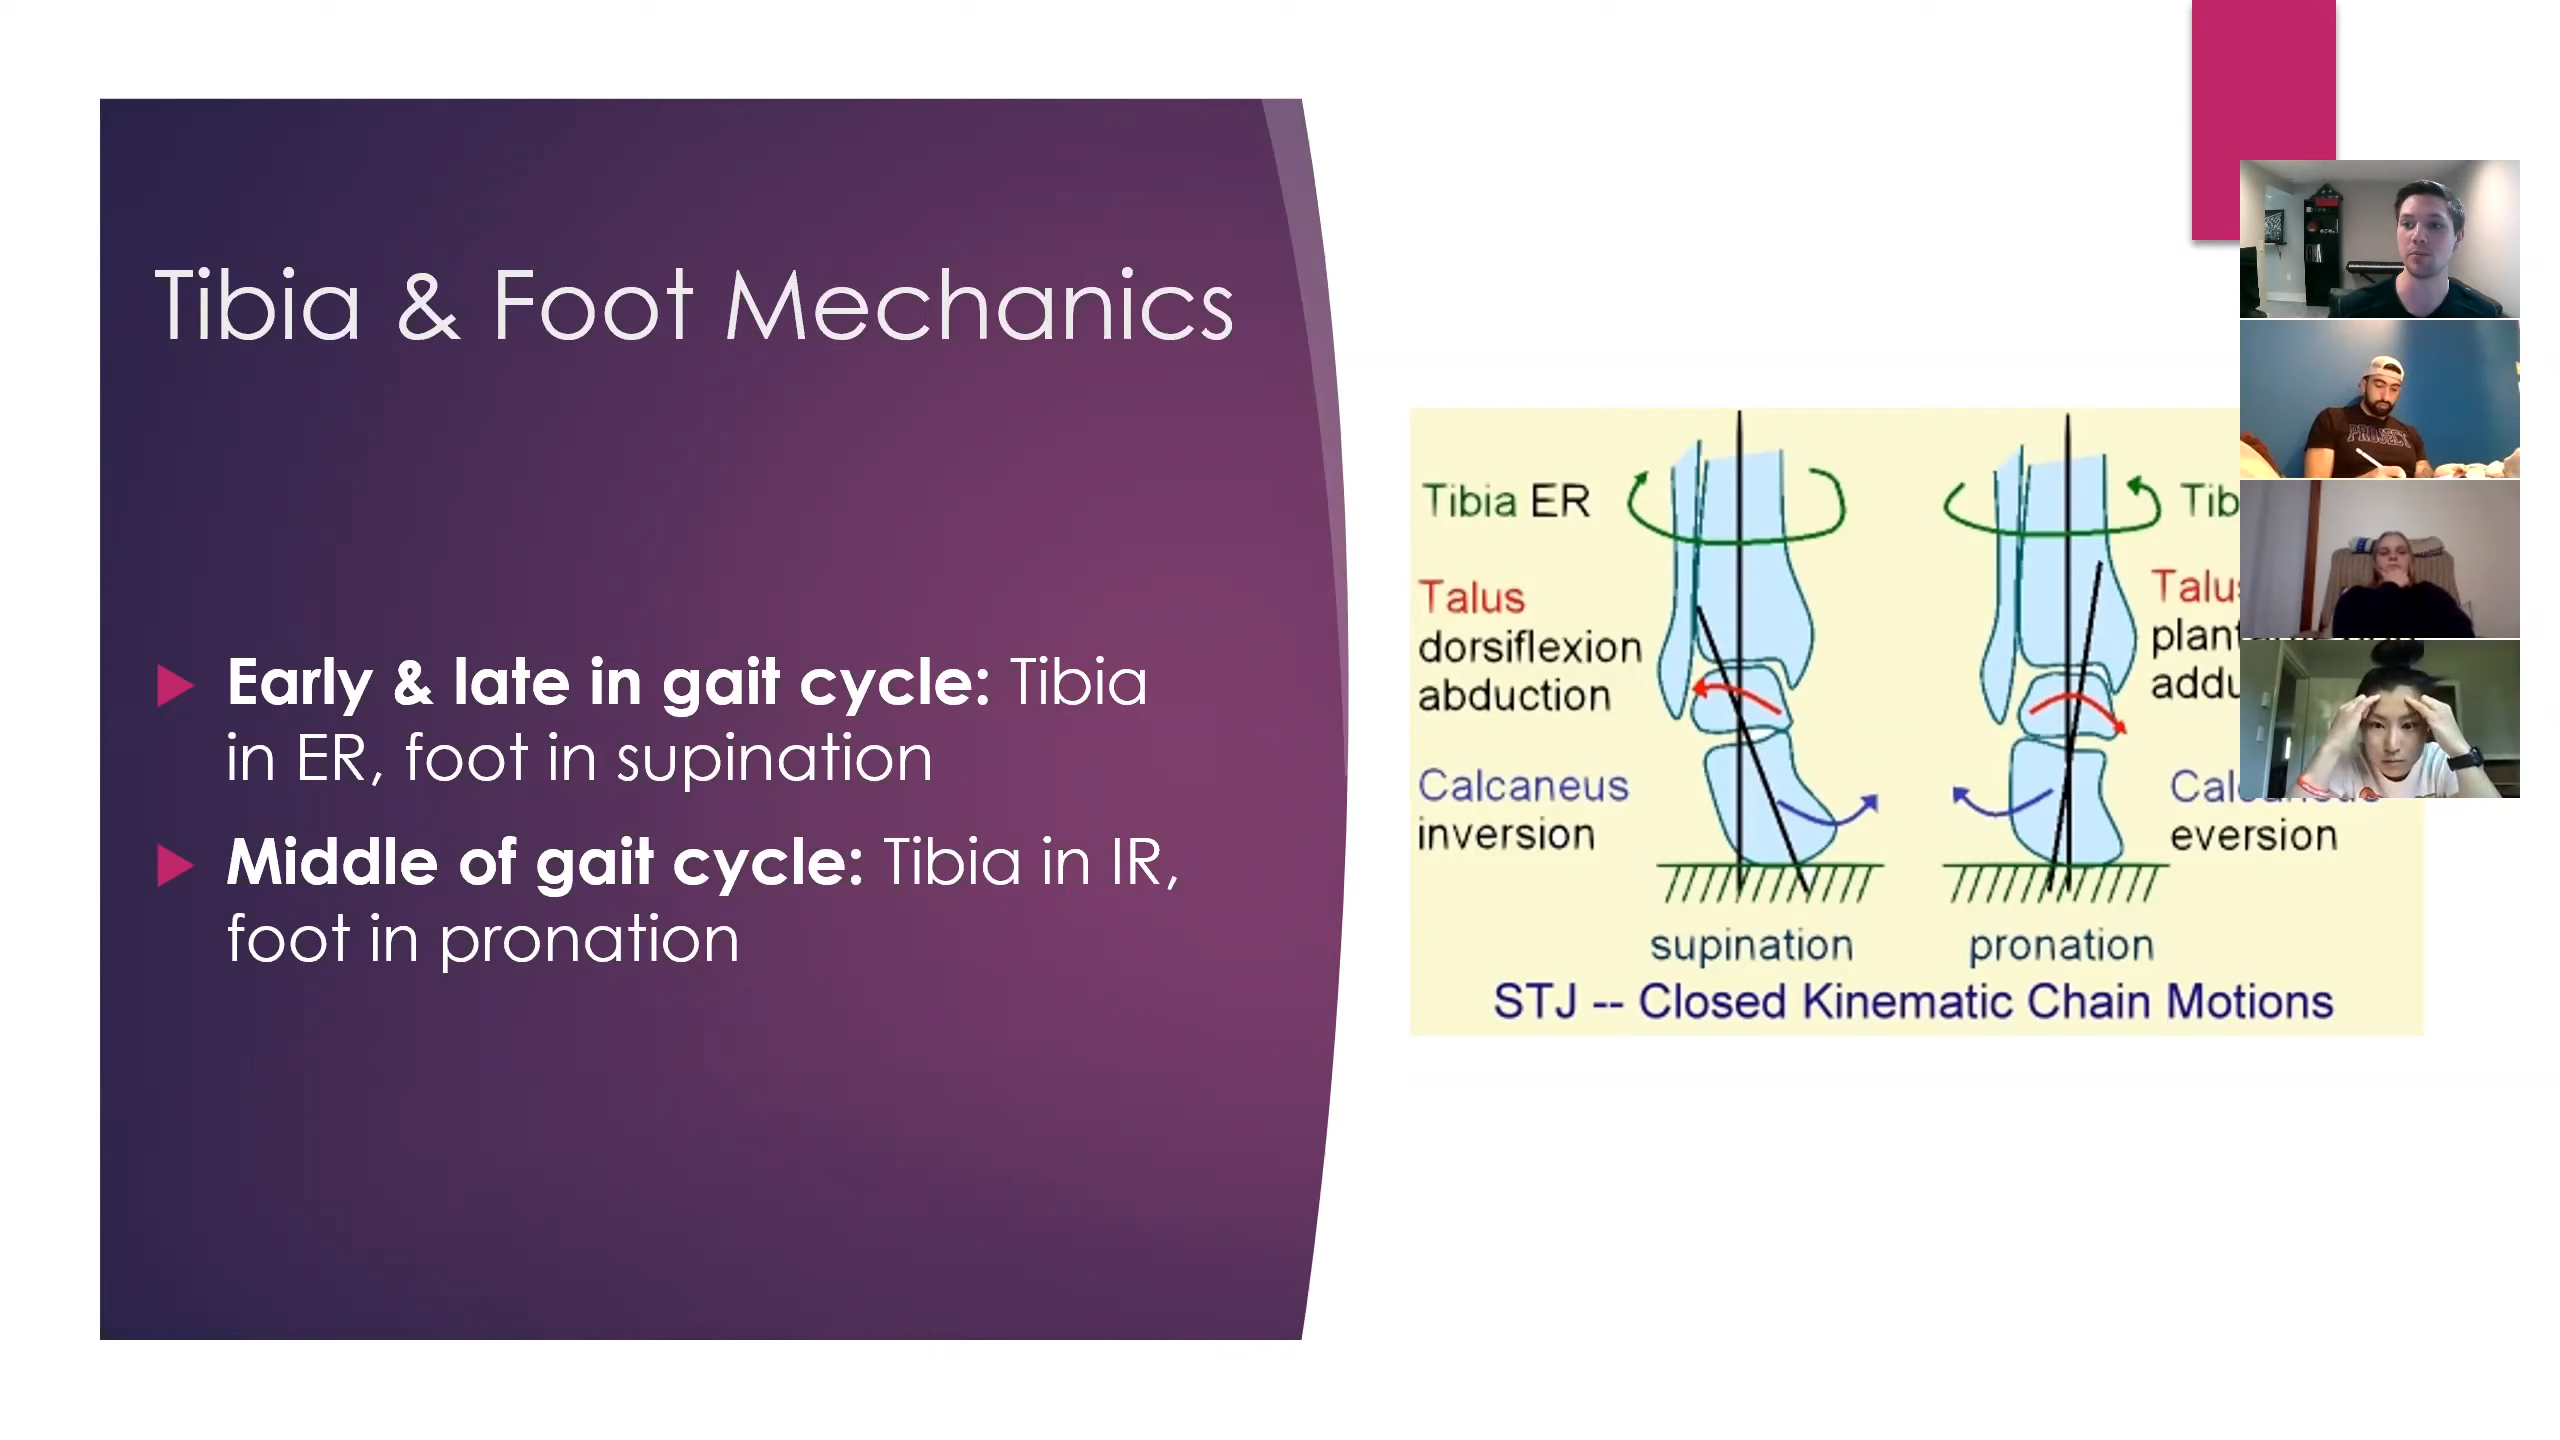 Tibia & Foot Mechanics
Early & late in gait cycle: Tibia
in ER, foot in supination
Middle of gait cycle: Tibia in IR,
foot in pronation
Tibia ER
Talus
dorsiflexion
abduction
Calcaneus
inversion
eversion
supination
pronation
STJ -- Closed Kinematic Chain Motions
PROJECT